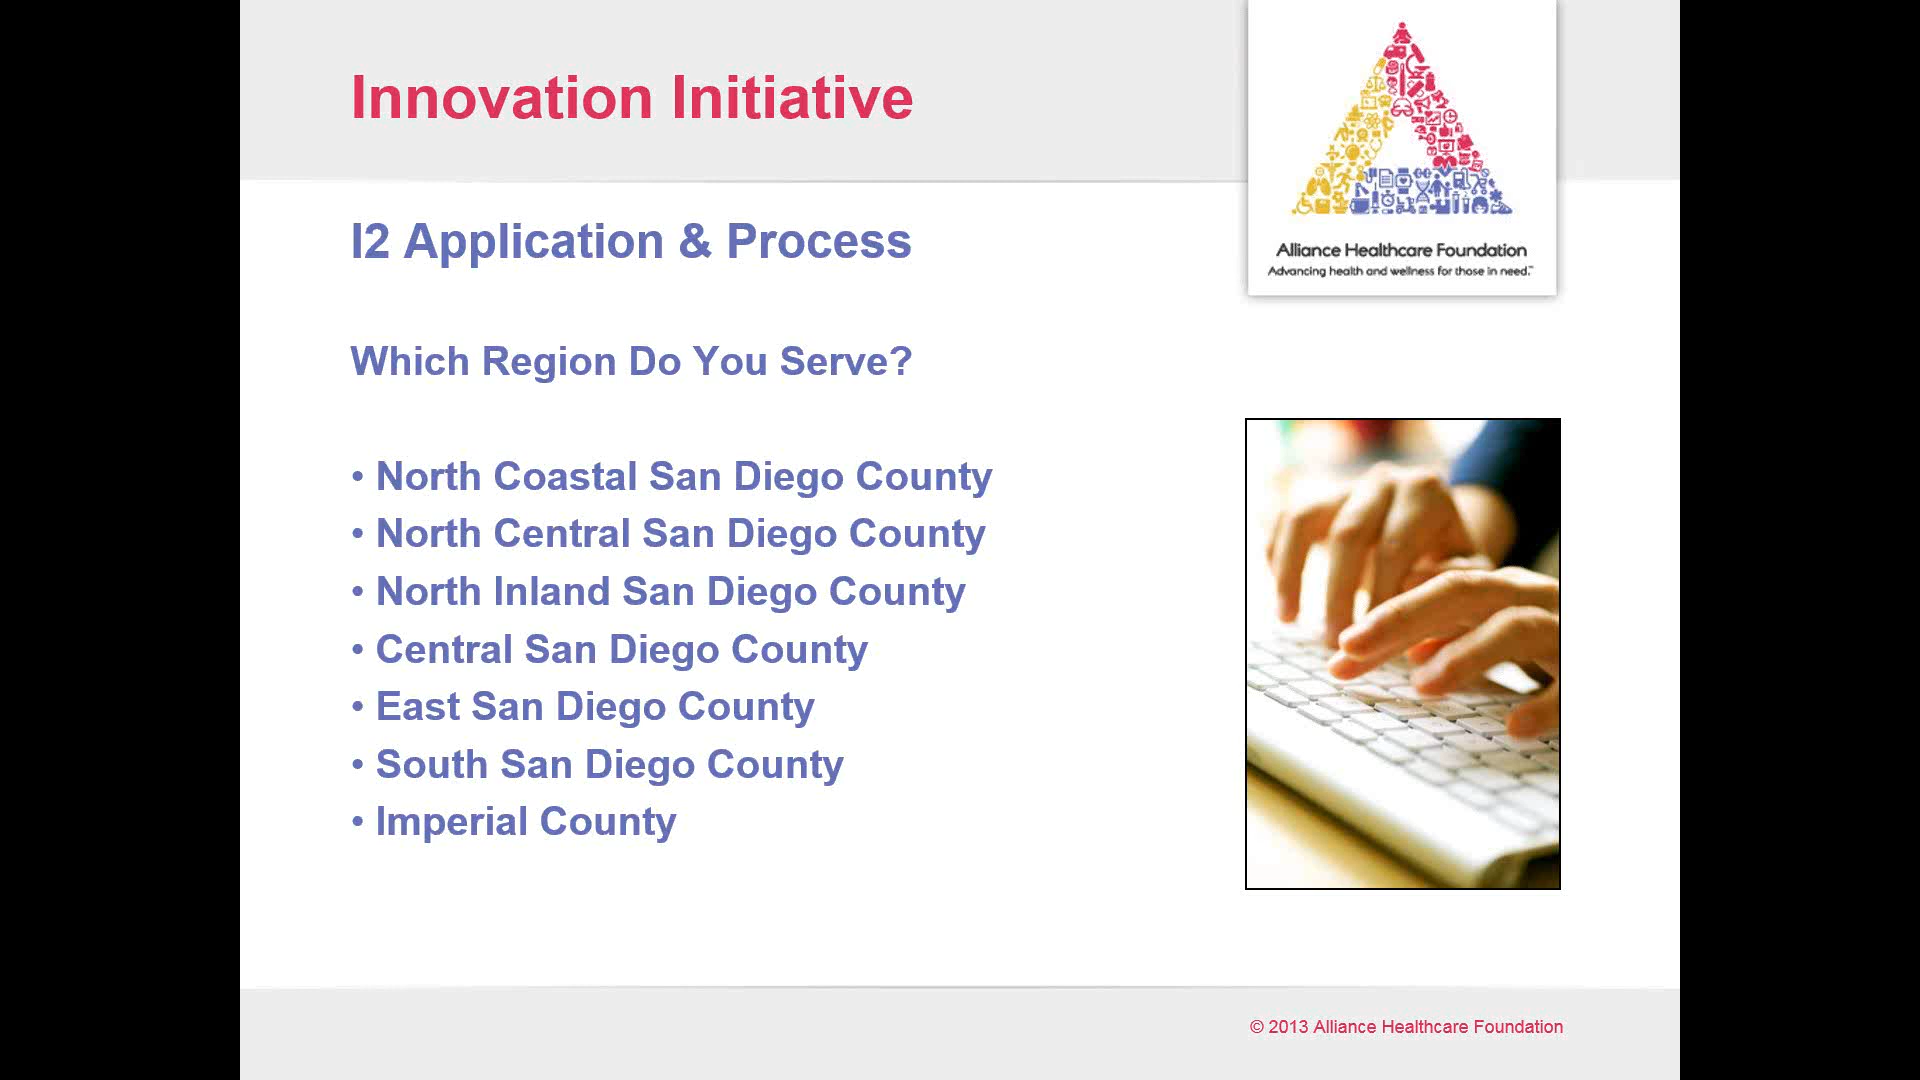 Innovation Initiative
Alliance Healthcare Foundation
Advancing health and wellness for those in need.™
I2 Application & Process
Which Region Do You Serve?
• North Coastal San Diego County
• North Central San Diego County
• North Inland San Diego County
• Central San Diego County
• East San Diego County
• South San Diego County
• Imperial County
© 2013 Alliance Healthcare Foundation